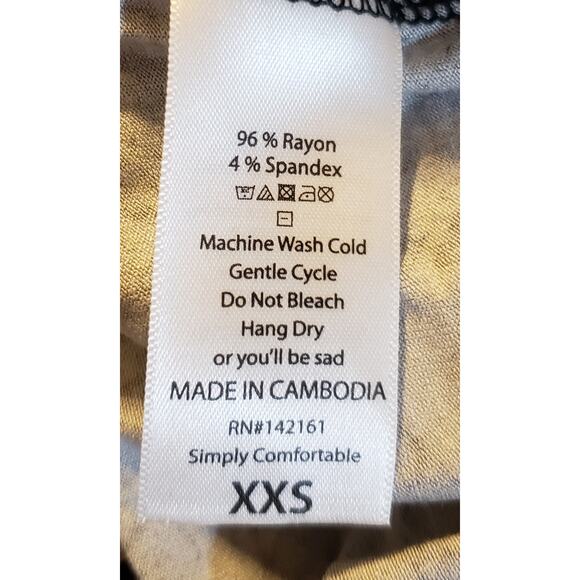 96 % Rayon
4 % Spandex
Machine Wash Cold
Gentle Cycle
Do Not Bleach
Hang Dry
or you'll be sad
MADE IN CAMBODIA
RN#142161
Simply Comfortable
XXS